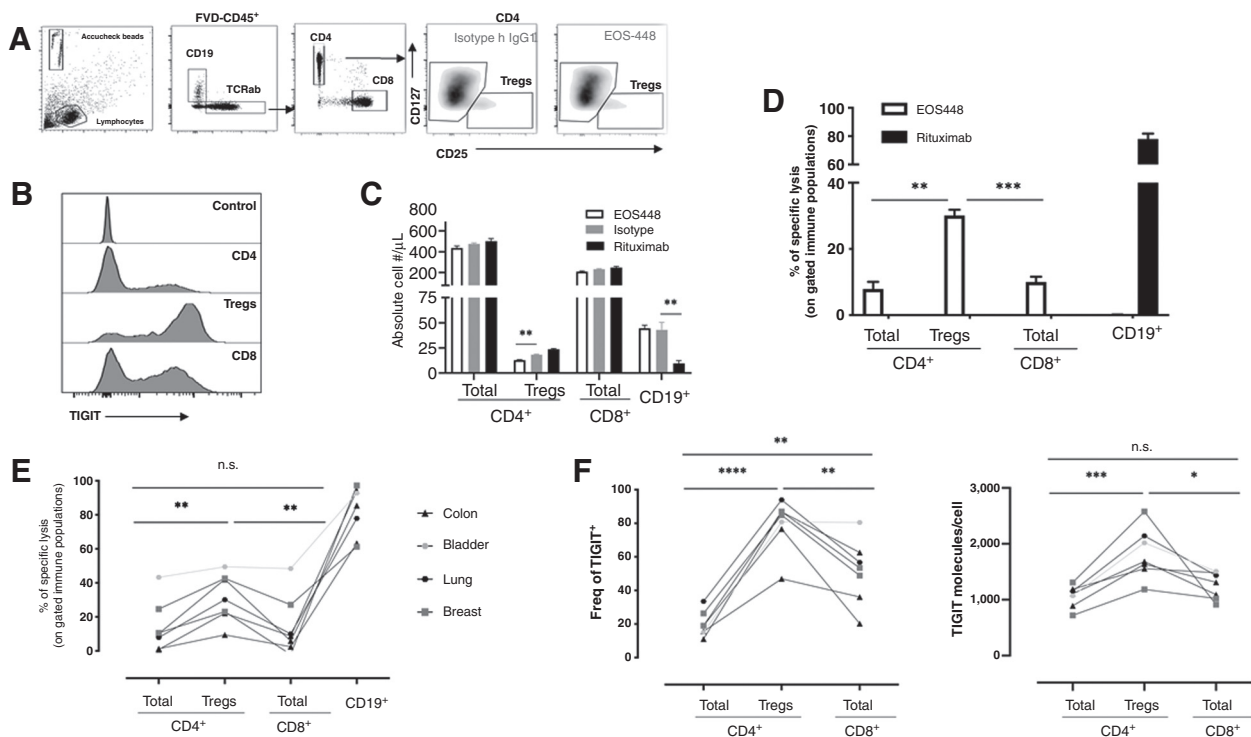 A
FVD-CD45+
Accucheck beads
Lymphocytes
CD19
TCRab
CD4
CD8
CD127
CD4
Isotype h IgG1
Tregs
EOS-448
Tregs
CD25
B
Control
CD4
Tregs
CD8
TIGIT
C
Absolute cell #/μL
800
600
400
200
75
50
25
0
EOS448
Isotype
Rituximab
**
**
Total
Tregs
Total
CD19+
CD4+
CD8+
D
% of specific lysis
(on gated immune populations)
100
80
60
40
20
0
EOS448
Rituximab
**
***
Total
Tregs
Total
CD19+
CD4+
CD8+
E
% of specific lysis
(on gated immune populations)
100
80
60
40
20
0
n.s.
**
**
Total
Tregs
Total
CD19+
CD4+
CD8+
Colon
Bladder
Lung
Breast
F
Freq of TIGIT+
100
80
60
40
20
0
**
****
**
Total
Tregs
Total
CD4+
CD8+
TIGIT molecules/cell
3,000
2,000
1,000
0
n.s.
***
*
Total
Tregs
Total
CD4+
CD8+